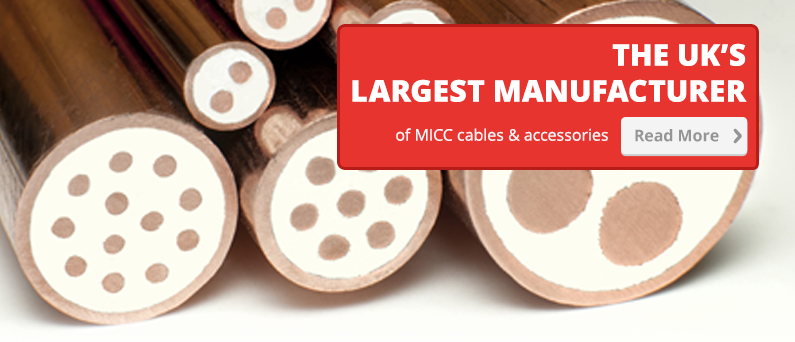 THE UK'S
LARGEST MANUFACTURER
of MICC cables & accessories Read More